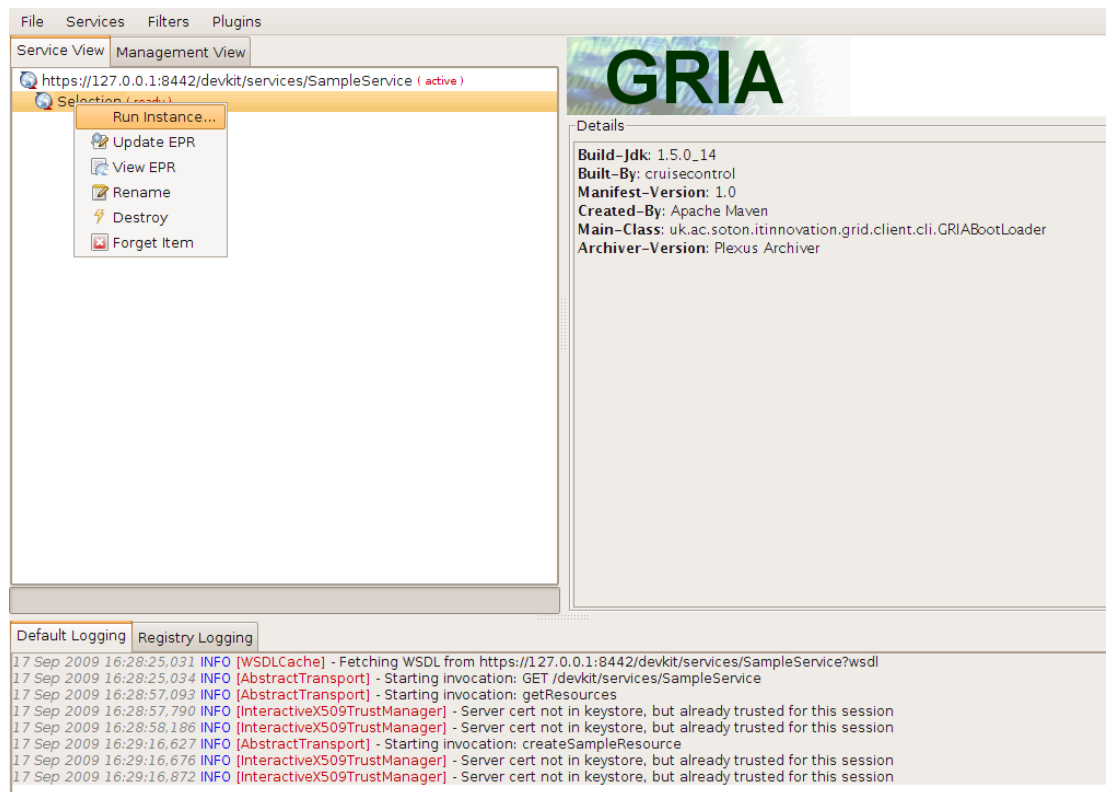 File Services Filters Plugins
Service View Management View
https://127.0.0.1:8442/devkit/services/SampleService ( active )
Selection ( ready )
Run Instance...
Update EPR
View EPR
Rename
Destroy
Forget Item
GRIA
Details
Build-Jdk: 1.5.0_14
Built-By: cruisecontrol
Manifest-Version: 1.0
Created-By: Apache Maven
Main-Class: uk.ac.soton.itinnovation.grid.client.cli.GRIABootLoader
Archiver-Version: Plexus Archiver
Default Logging Registry Logging
17 Sep 2009 16:28:25,031 INFO [WSDLCache] - Fetching WSDL from https://127.0.0.1:8442/devkit/services/SampleService?wsdl
17 Sep 2009 16:28:25,034 INFO [AbstractTransport] - Starting invocation: GET /devkit/services/SampleService
17 Sep 2009 16:28:57,093 INFO [AbstractTransport] - Starting invocation: getResources
17 Sep 2009 16:28:57,790 INFO [InteractiveX509TrustManager] - Server cert not in keystore, but already trusted for this session
17 Sep 2009 16:28:58,186 INFO [InteractiveX509TrustManager] - Server cert not in keystore, but already trusted for this session
17 Sep 2009 16:29:16,627 INFO [AbstractTransport] - Starting invocation: createSampleResource
17 Sep 2009 16:29:16,676 INFO [InteractiveX509TrustManager] - Server cert not in keystore, but already trusted for this session
17 Sep 2009 16:29:16,872 INFO [InteractiveX509TrustManager] - Server cert not in keystore, but already trusted for this session